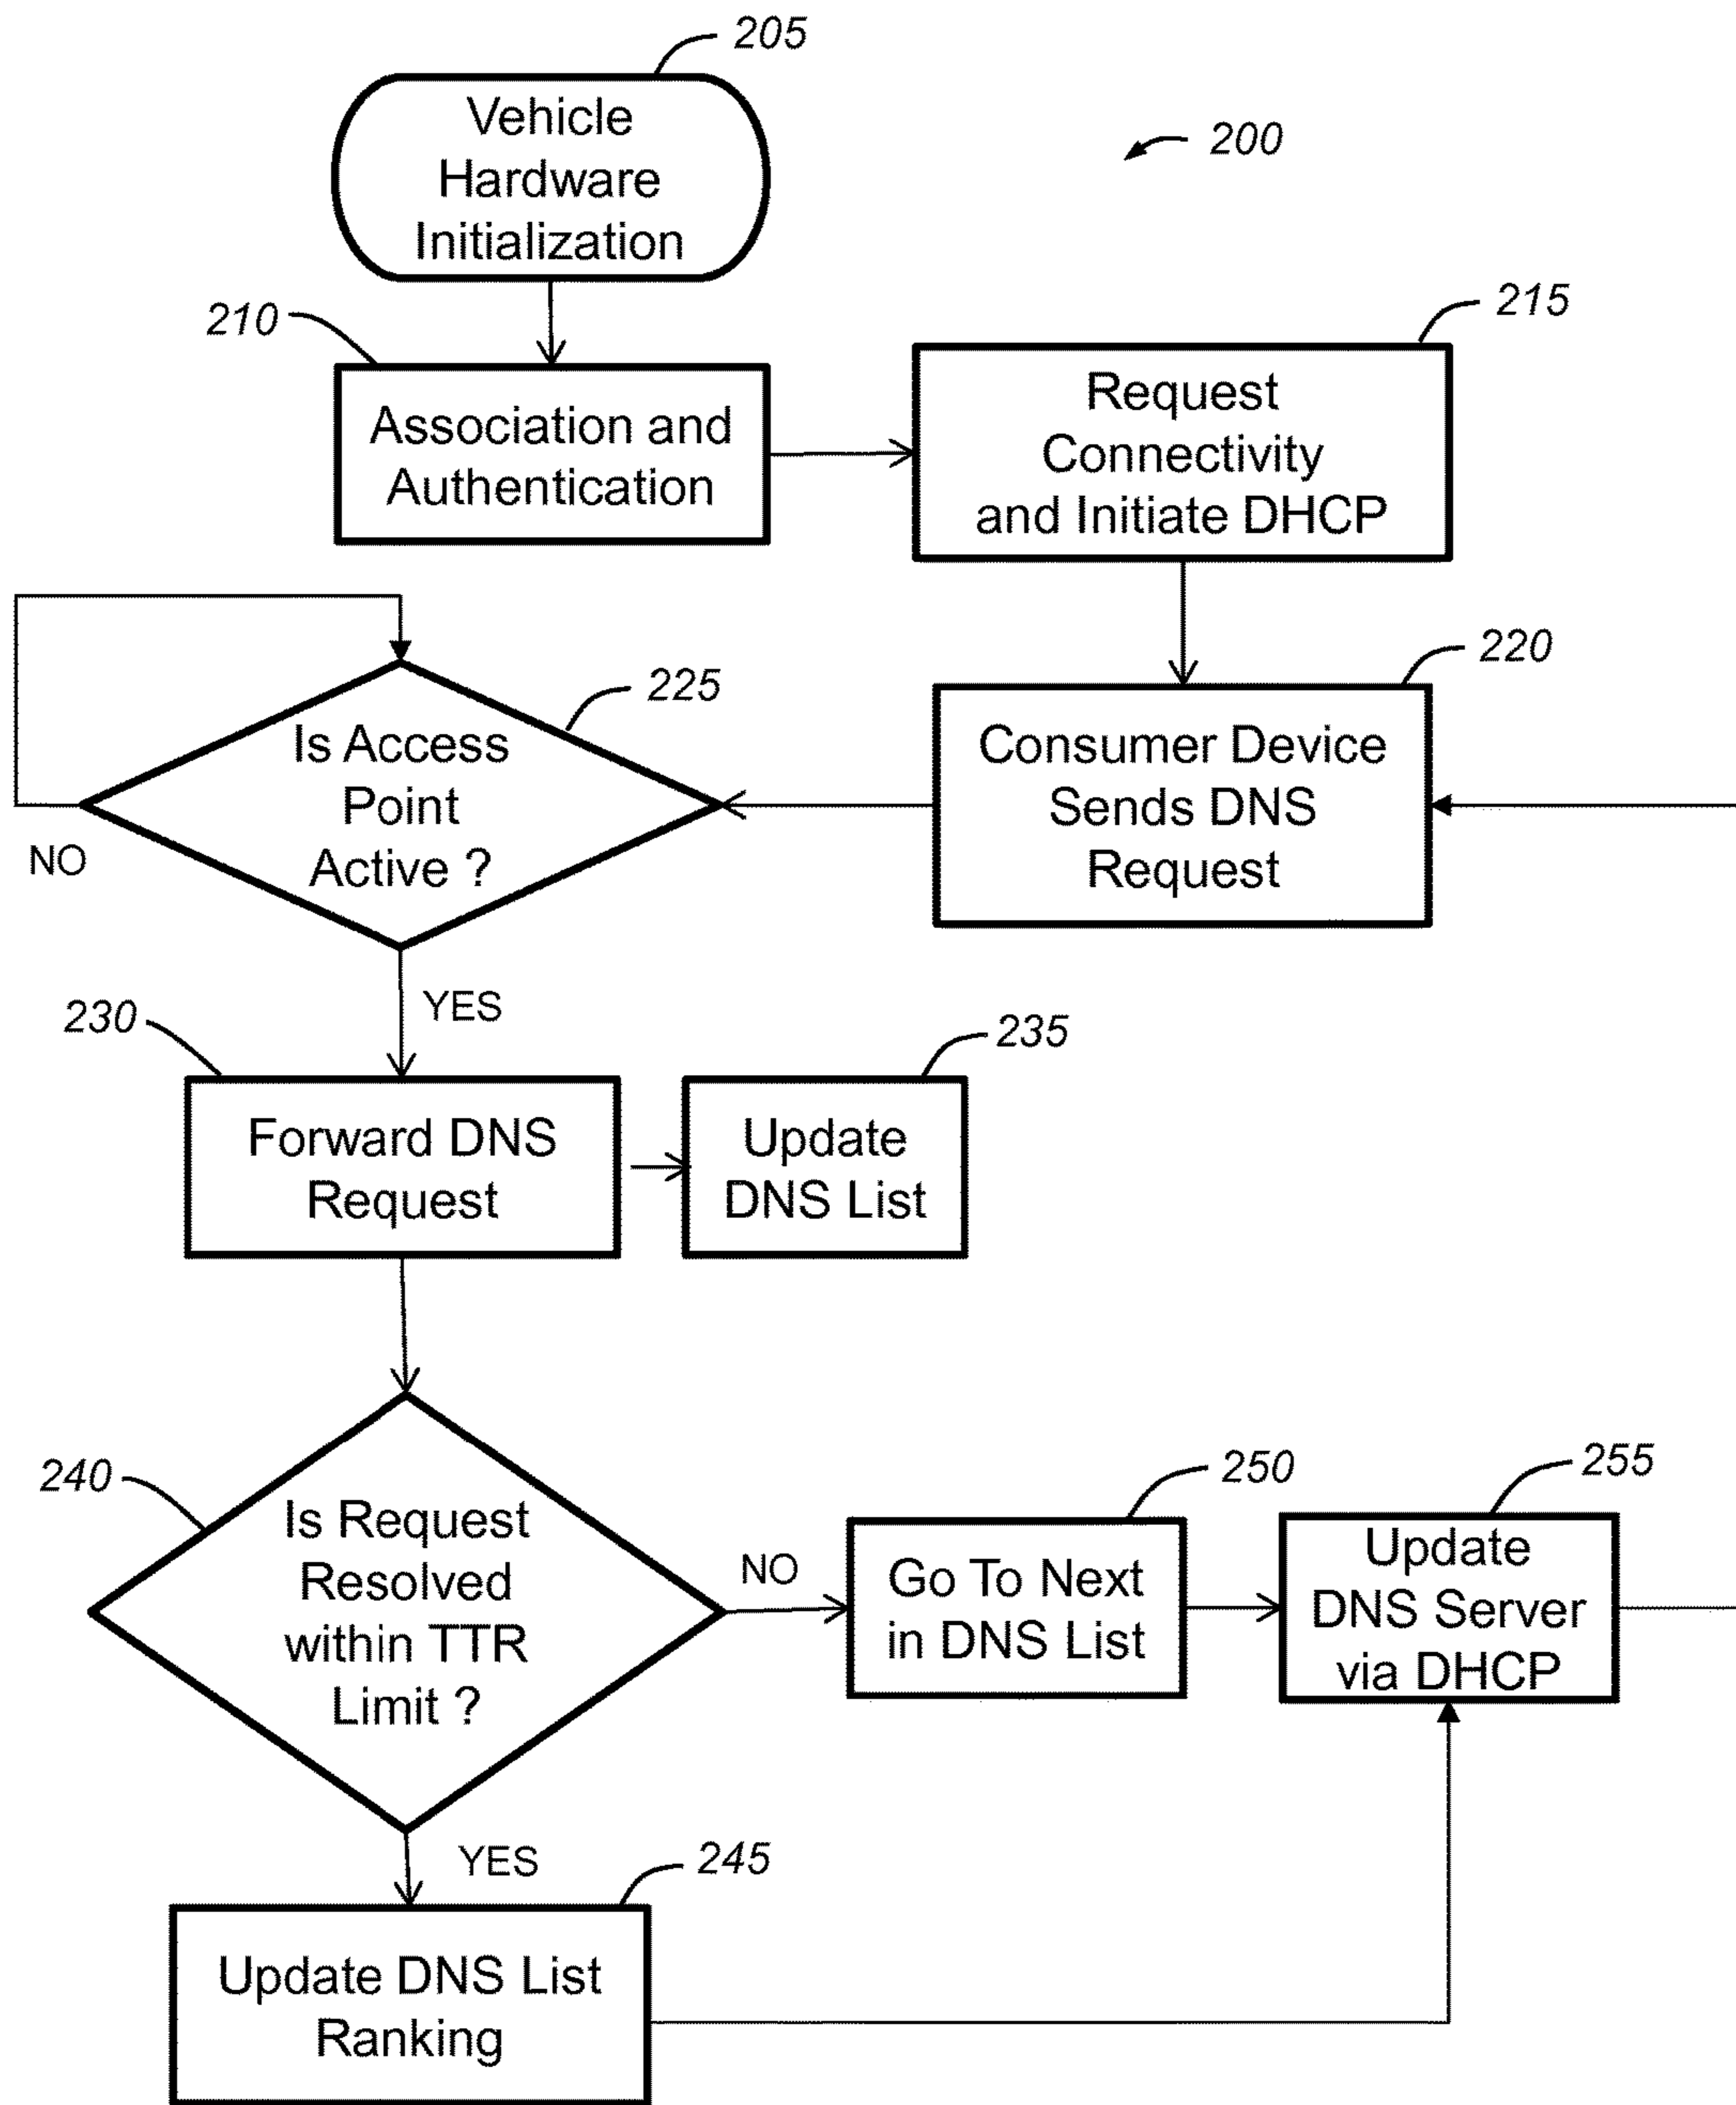 205
Vehicle
Hardware
Initialization
200
210
Association and
Authentication
215
Request
Connectivity
and Initiate DHCP
220
Consumer Device
Sends DNS
Request
225
Is Access
Point
Active ?
NO
YES
230
Forward DNS
Request
235
Update
DNS List
240
Is Request
Resolved
within TTR
Limit ?
NO
250
Go To Next
in DNS List
255
Update
DNS Server
via DHCP
YES
245
Update DNS List
Ranking